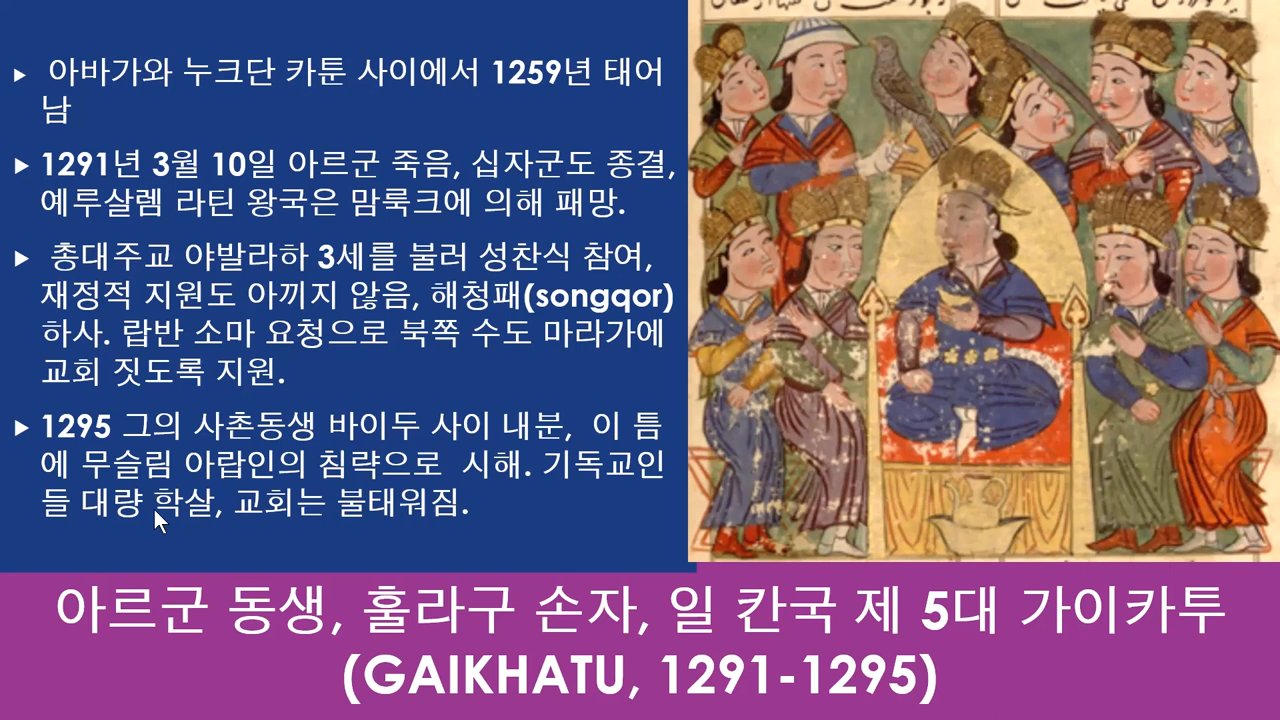 아바가와 누크단 카툰 사이에서 1259년 태어
남
1291년 3월 10일 아르군 죽음, 십자군도 종결,
예루살렘 라틴 왕국은 맘룩크에 의해 패망.
총대주교 야발라하 3세를 불러 성찬식 참여,
재정적 지원도 아끼지 않음, 해청패(songqor)
하사. 랍반 소마 요청으로 북쪽 수도 마라가에
교회 짓도록 지원.
1295 그의 사촌동생 바이두 사이 내분, 이 틈
에 무슬림 아랍인의 침략으로 시해. 기독교인
들 대량 학살, 교회는 불태워짐.
아르군 동생, 훌라구 손자, 일 칸국 제 5대 가이카투
(GAIKHATU, 1291-1295)